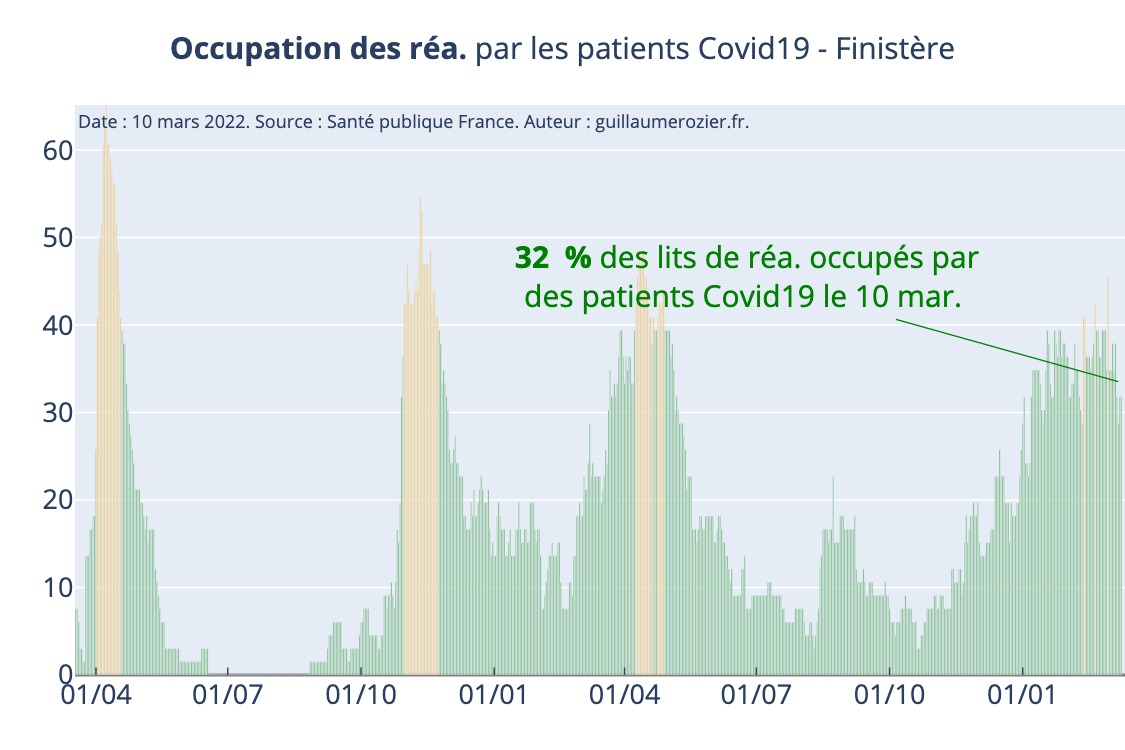 Occupation des réa. par les patients Covid19 - Finistère
Date : 10 mars 2022. Source : Santé publique France. Auteur : guillaumerozier.fr.
60
50
32 % des lits de réa. occupés par
des patients Covid19 le 10 mar.
40
30
20
10
0
01/04 01/07 01/10 01/01 01/04 01/07 01/10 01/01